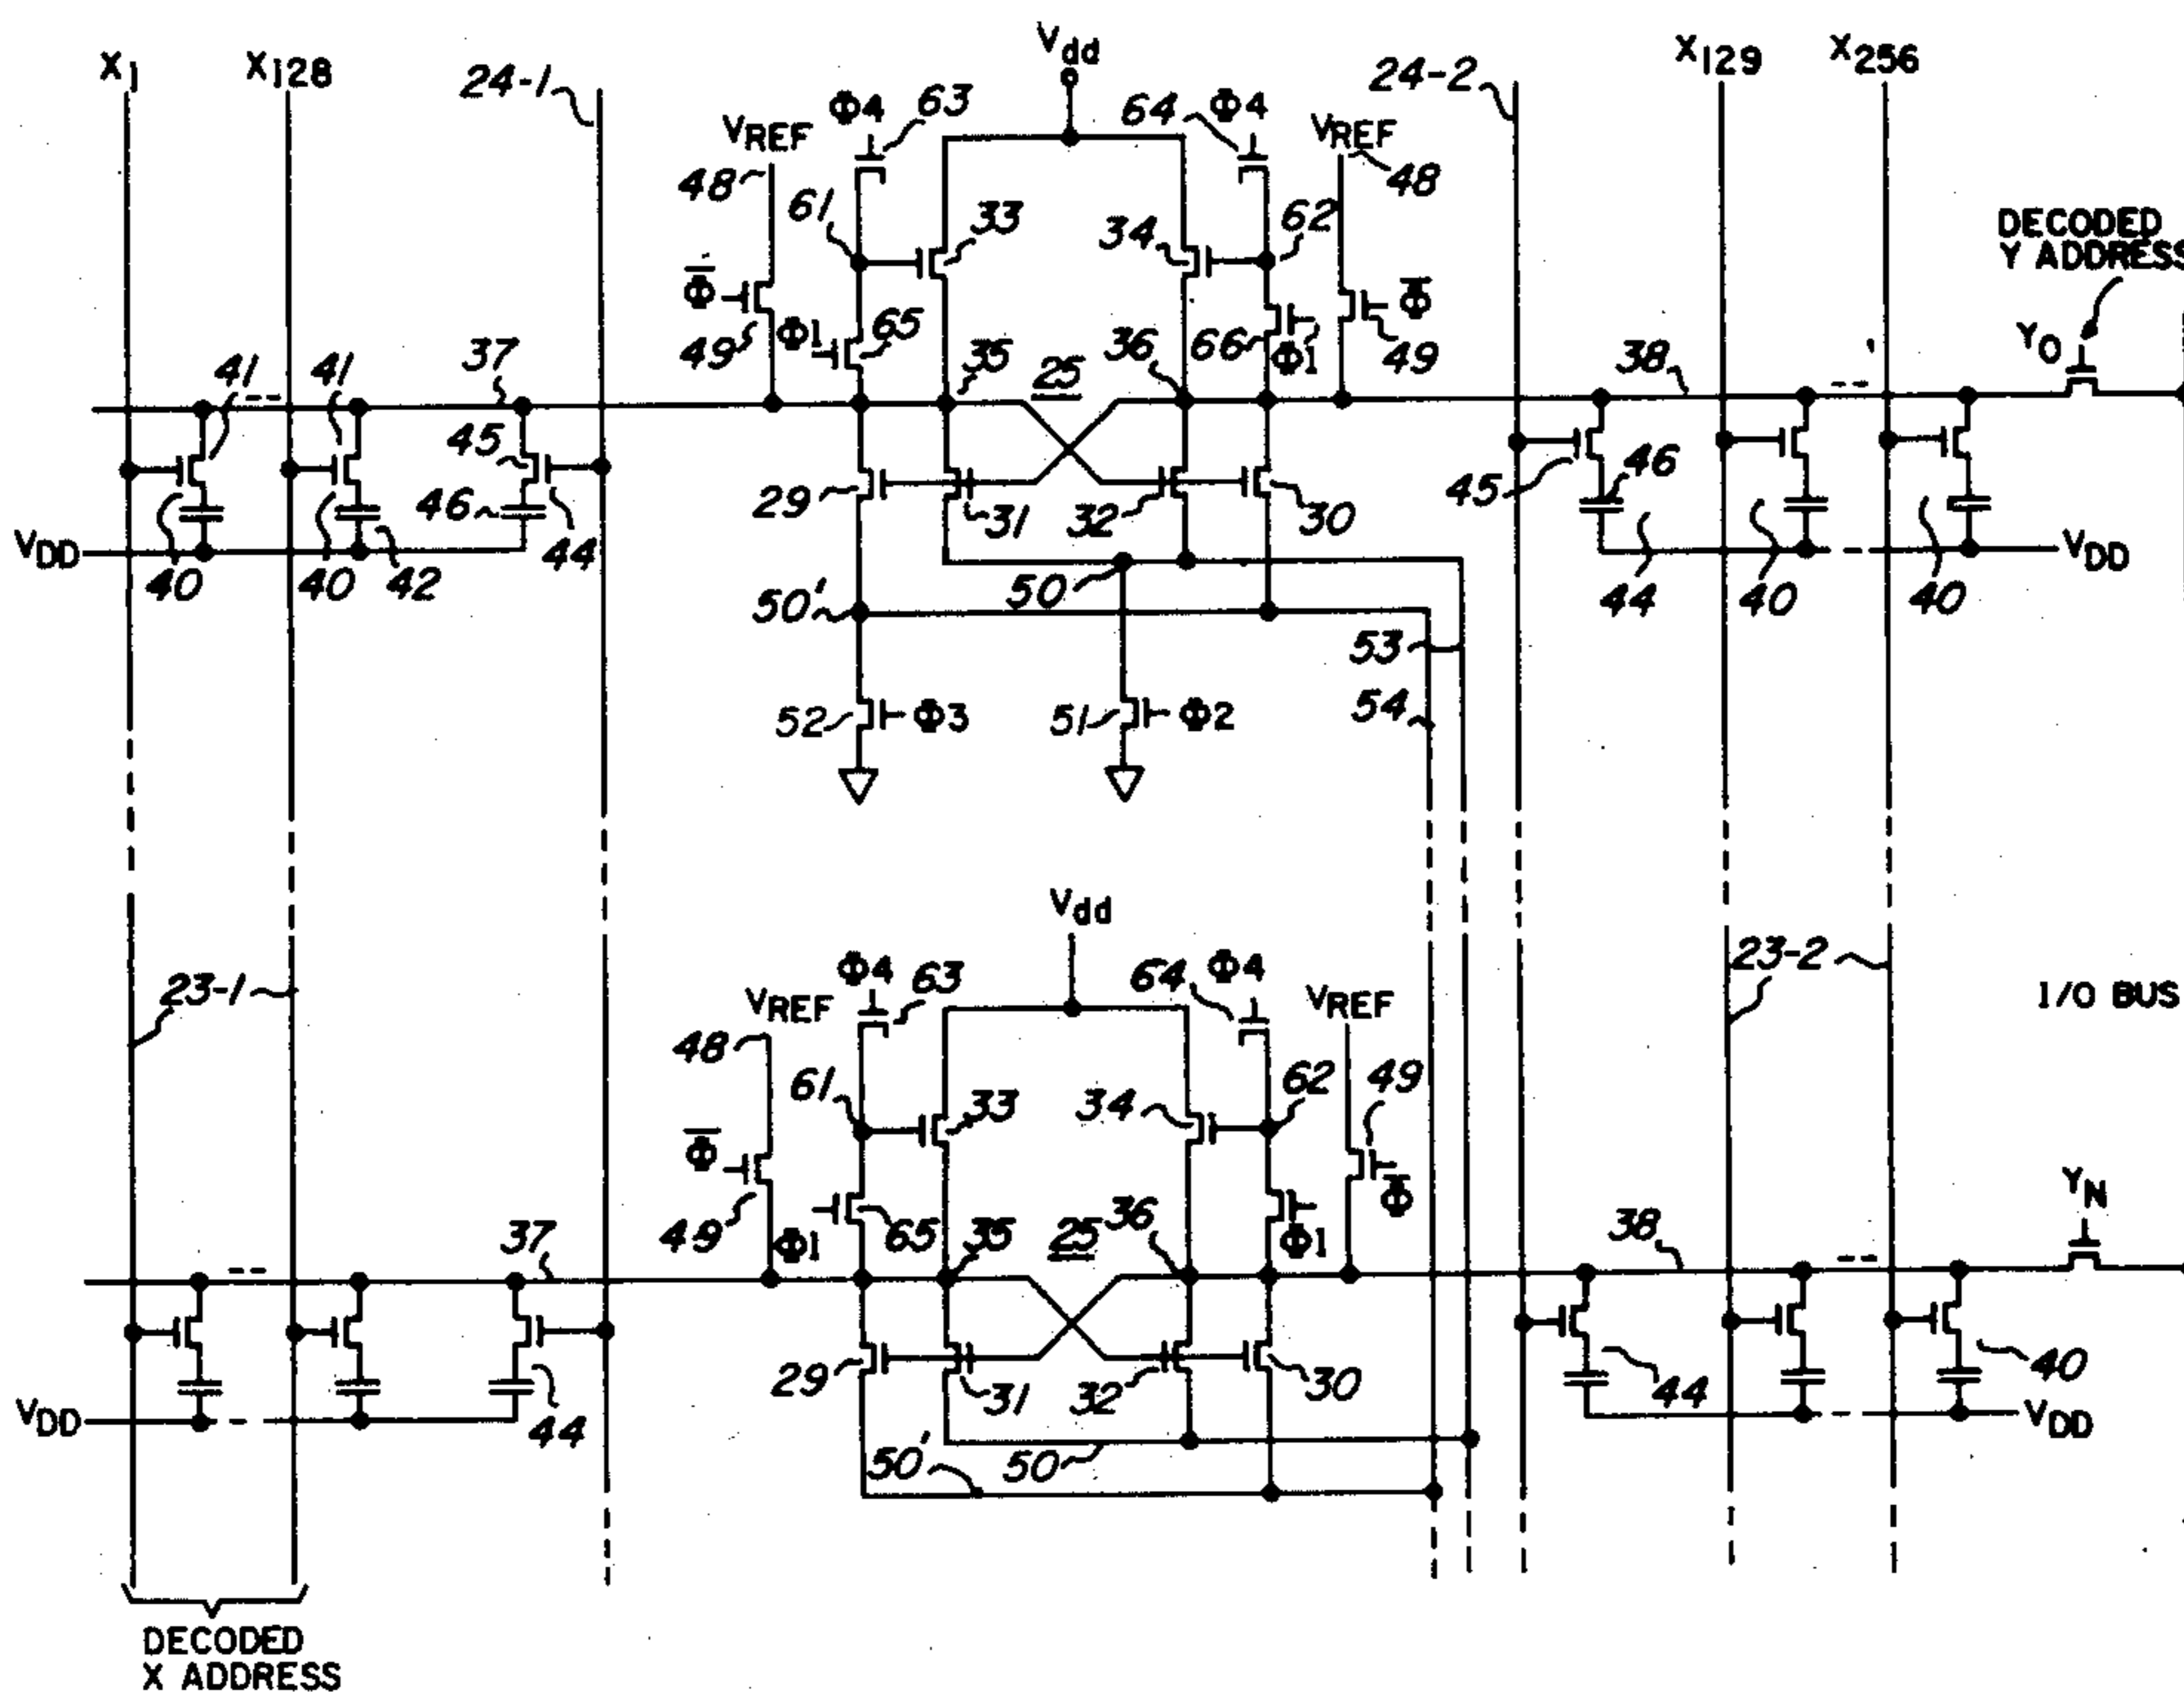 X1 X128 24-1 Vdd 24-2 X129 X256
VREF Φ4 63 64 Φ4 VREF
48 48
61 33 34 62 DECODED
Y ADDRESS
Φ̅ Φ1 65 66 Φ1 Φ̅
49 49 Y0
41 41 37 35 25 36 38
45 46 44 29 31 32 30 45 46
VDD 40 40 42 44 40 40 VDD
50' 50 53
52 Φ3 51 Φ2 54
Vdd
23-1 Φ4 63 64 Φ4 23-2
VREF VREF I/O BUS
48 61 33 34 62 49
Φ̅ Φ̅ YN
49 Φ1 65 35 25 36 Φ1
37 38
29 31 32 30 44 40
VDD 44 VDD
50' 50
DECODED
X ADDRESS